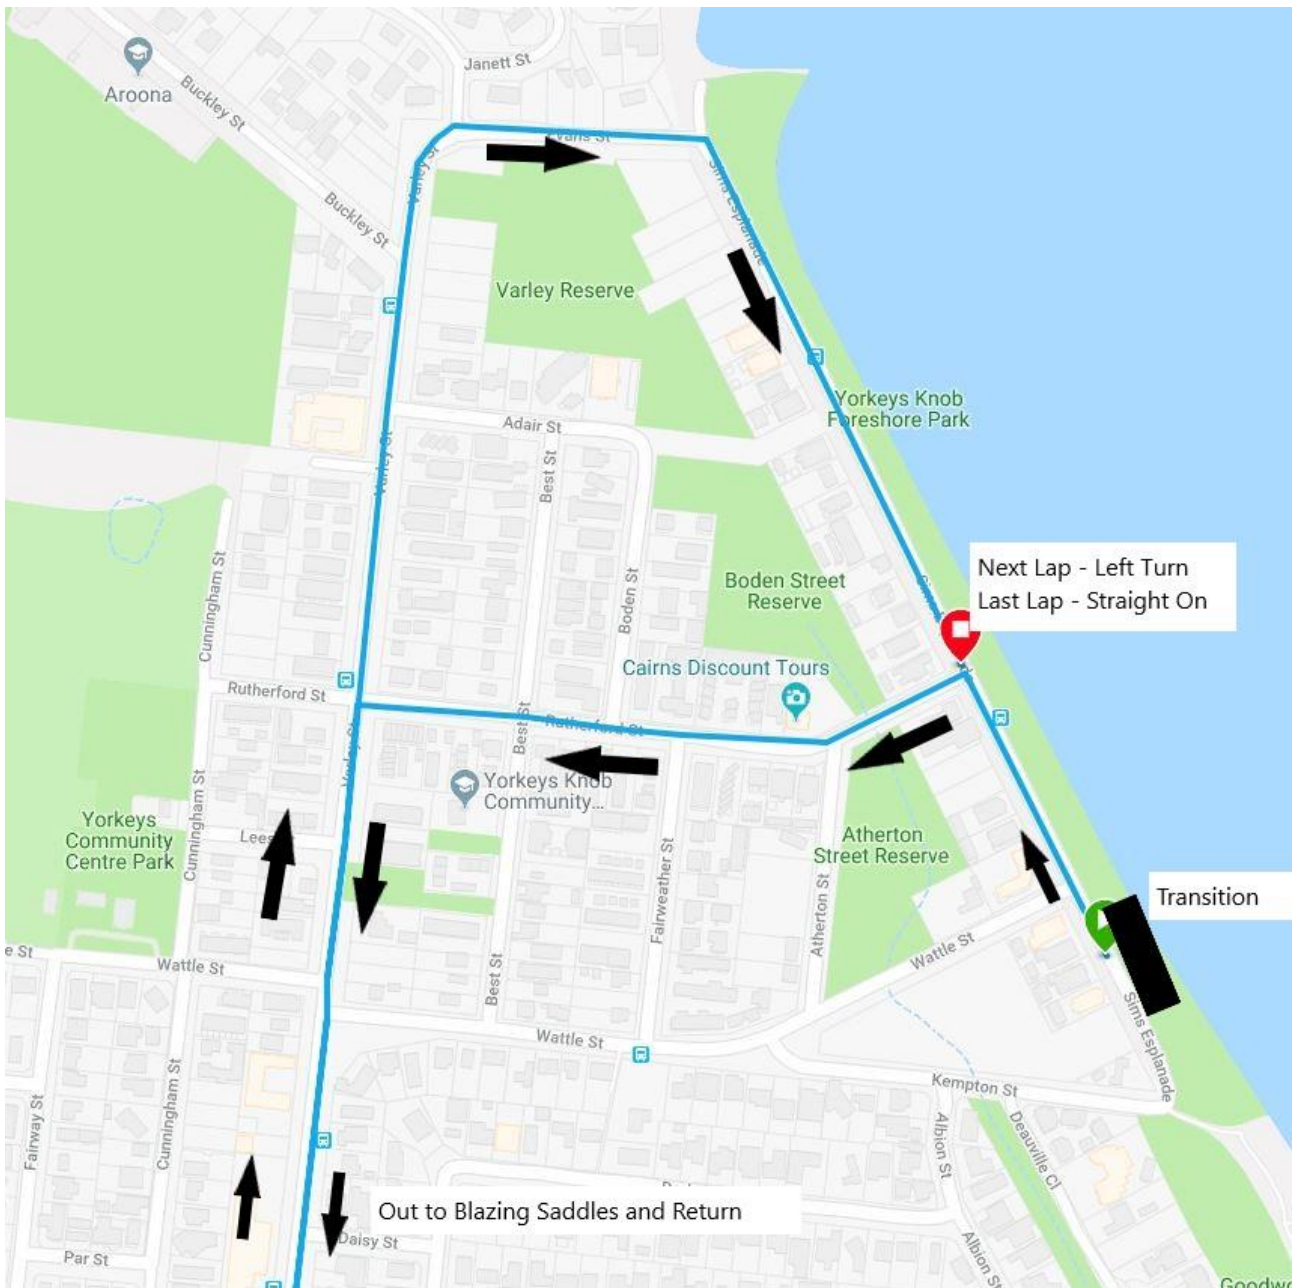 Janett St
Aroona
Buckley St
Varley St
Sims Esplanade
Buckley St
Varley Reserve
Yorkeys Knob
Foreshore Park
Adair St
Varley St
Best St
Cunningham St
Boden St
Next Lap - Left Turn
Last Lap - Straight On
Boden Street
Reserve
Cairns Discount Tours
Rutherford St
Rutherford St
Best St
Varley St
Yorkeys Knob
Community...
Cunningham St
Yorkeys
Community
Centre Park
Lees
Atherton
Street Reserve
Fairweather St
Atherton St
Transition
Wattle St
e St
Wattle St
Best St
Sims Esplanade
Wattle St
Kempton St
Fairway St
Cunningham St
Albion St
Deauville Cl
Out to Blazing Saddles and Return
Daisy St
Par St
Albion St